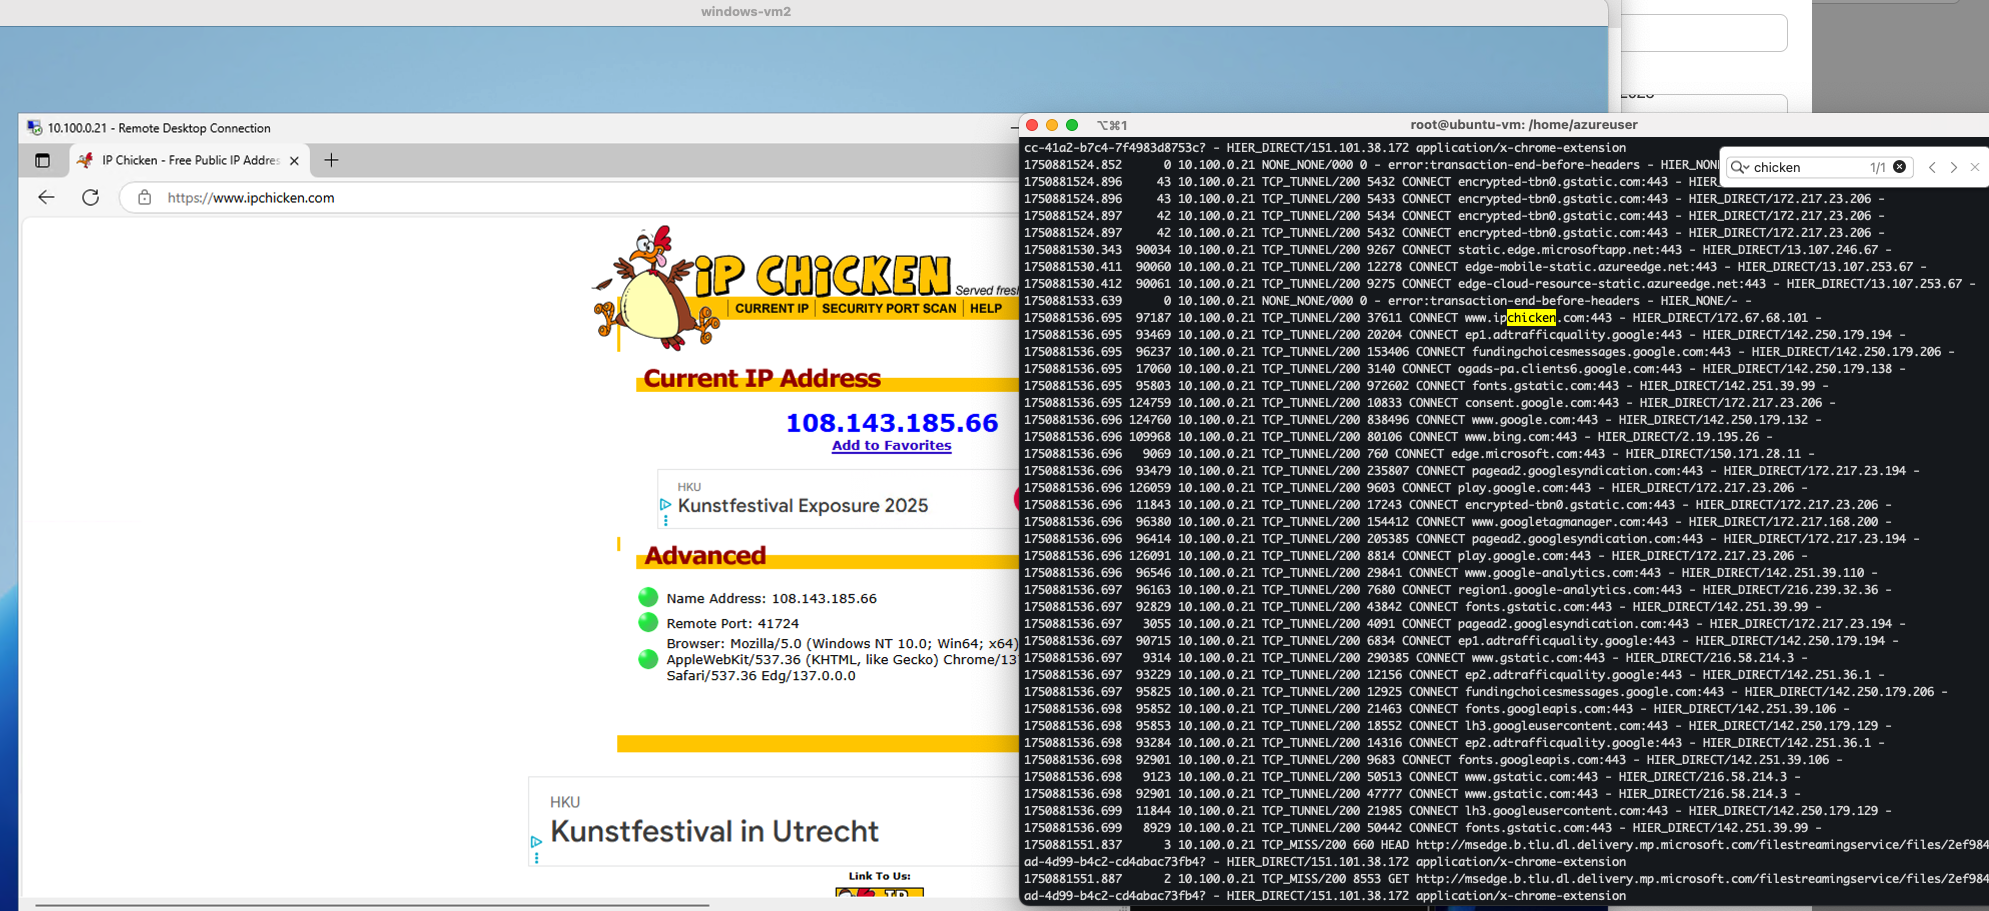 windows-vm2
10.100.0.21 - Remote Desktop Connection
IP Chicken - Free Public IP Addres
https://www.ipchicken.com
iP CHiCKEN
Served fresh
CURRENT IP | SECURITY PORT SCAN | HELP
Current IP Address
108.143.185.66
Add to Favorites
HKU
Kunstfestival Exposure 2025
Advanced
Name Address: 108.143.185.66
Remote Port: 41724
Browser: Mozilla/5.0 (Windows NT 10.0; Win64; x64)
AppleWebKit/537.36 (KHTML, like Gecko) Chrome/13
Safari/537.36 Edg/137.0.0.0
HKU
Kunstfestival in Utrecht
Link To Us:
⌥⌘1
root@ubuntu-vm: /home/azureuser
chicken
1/1
cc-41a2-b7c4-7f4983d8753c? - HIER_DIRECT/151.101.38.172 application/x-chrome-extension
1750881524.852 0 10.100.0.21 NONE_NONE/000 0 - error:transaction-end-before-headers - HIER_NON
1750881524.896 43 10.100.0.21 TCP_TUNNEL/200 5432 CONNECT encrypted-tbn0.gstatic.com:443 - HIER
1750881524.896 43 10.100.0.21 TCP_TUNNEL/200 5433 CONNECT encrypted-tbn0.gstatic.com:443 - HIER_DIRECT/172.217.23.206 -
1750881524.897 42 10.100.0.21 TCP_TUNNEL/200 5434 CONNECT encrypted-tbn0.gstatic.com:443 - HIER_DIRECT/172.217.23.206 -
1750881524.897 42 10.100.0.21 TCP_TUNNEL/200 5432 CONNECT encrypted-tbn0.gstatic.com:443 - HIER_DIRECT/172.217.23.206 -
1750881530.343 90034 10.100.0.21 TCP_TUNNEL/200 9267 CONNECT static.edge.microsoftapp.net:443 - HIER_DIRECT/13.107.246.67 -
1750881530.411 90060 10.100.0.21 TCP_TUNNEL/200 12278 CONNECT edge-mobile-static.azureedge.net:443 - HIER_DIRECT/13.107.253.67 -
1750881530.412 90061 10.100.0.21 TCP_TUNNEL/200 9275 CONNECT edge-cloud-resource-static.azureedge.net:443 - HIER_DIRECT/13.107.253.67 -
1750881533.639 0 10.100.0.21 NONE_NONE/000 0 - error:transaction-end-before-headers - HIER_NONE/- -
1750881536.695 97187 10.100.0.21 TCP_TUNNEL/200 37611 CONNECT www.ipchicken.com:443 - HIER_DIRECT/172.67.68.101 -
1750881536.695 93469 10.100.0.21 TCP_TUNNEL/200 20204 CONNECT ep1.adtrafficquality.google:443 - HIER_DIRECT/142.250.179.194 -
1750881536.695 96237 10.100.0.21 TCP_TUNNEL/200 153406 CONNECT fundingchoicesmessages.google.com:443 - HIER_DIRECT/142.250.179.206 -
1750881536.695 17060 10.100.0.21 TCP_TUNNEL/200 3140 CONNECT ogads-pa.clients6.google.com:443 - HIER_DIRECT/142.250.179.138 -
1750881536.695 95803 10.100.0.21 TCP_TUNNEL/200 972602 CONNECT fonts.gstatic.com:443 - HIER_DIRECT/142.251.39.99 -
1750881536.695 124759 10.100.0.21 TCP_TUNNEL/200 10833 CONNECT consent.google.com:443 - HIER_DIRECT/172.217.23.206 -
1750881536.696 124760 10.100.0.21 TCP_TUNNEL/200 838496 CONNECT www.google.com:443 - HIER_DIRECT/142.250.179.132 -
1750881536.696 109968 10.100.0.21 TCP_TUNNEL/200 80106 CONNECT www.bing.com:443 - HIER_DIRECT/2.19.195.26 -
1750881536.696 9069 10.100.0.21 TCP_TUNNEL/200 760 CONNECT edge.microsoft.com:443 - HIER_DIRECT/150.171.28.11 -
1750881536.696 93479 10.100.0.21 TCP_TUNNEL/200 235807 CONNECT pagead2.googlesyndication.com:443 - HIER_DIRECT/172.217.23.194 -
1750881536.696 126059 10.100.0.21 TCP_TUNNEL/200 9603 CONNECT play.google.com:443 - HIER_DIRECT/172.217.23.206 -
1750881536.696 11843 10.100.0.21 TCP_TUNNEL/200 17243 CONNECT encrypted-tbn0.gstatic.com:443 - HIER_DIRECT/172.217.23.206 -
1750881536.696 96380 10.100.0.21 TCP_TUNNEL/200 154412 CONNECT www.googletagmanager.com:443 - HIER_DIRECT/172.217.168.200 -
1750881536.696 96414 10.100.0.21 TCP_TUNNEL/200 205385 CONNECT pagead2.googlesyndication.com:443 - HIER_DIRECT/172.217.23.194 -
1750881536.696 126091 10.100.0.21 TCP_TUNNEL/200 8814 CONNECT play.google.com:443 - HIER_DIRECT/172.217.23.206 -
1750881536.696 96546 10.100.0.21 TCP_TUNNEL/200 29841 CONNECT www.google-analytics.com:443 - HIER_DIRECT/142.251.39.110 -
1750881536.697 96163 10.100.0.21 TCP_TUNNEL/200 7680 CONNECT region1.google-analytics.com:443 - HIER_DIRECT/216.239.32.36 -
1750881536.697 92829 10.100.0.21 TCP_TUNNEL/200 43842 CONNECT fonts.gstatic.com:443 - HIER_DIRECT/142.251.39.99 -
1750881536.697 3055 10.100.0.21 TCP_TUNNEL/200 4091 CONNECT pagead2.googlesyndication.com:443 - HIER_DIRECT/172.217.23.194 -
1750881536.697 90715 10.100.0.21 TCP_TUNNEL/200 6834 CONNECT ep1.adtrafficquality.google:443 - HIER_DIRECT/142.250.179.194 -
1750881536.697 9314 10.100.0.21 TCP_TUNNEL/200 290385 CONNECT www.gstatic.com:443 - HIER_DIRECT/216.58.214.3 -
1750881536.697 93229 10.100.0.21 TCP_TUNNEL/200 12156 CONNECT ep2.adtrafficquality.google:443 - HIER_DIRECT/142.251.36.1 -
1750881536.697 95825 10.100.0.21 TCP_TUNNEL/200 12925 CONNECT fundingchoicesmessages.google.com:443 - HIER_DIRECT/142.250.179.206 -
1750881536.698 95852 10.100.0.21 TCP_TUNNEL/200 21463 CONNECT fonts.googleapis.com:443 - HIER_DIRECT/142.251.39.106 -
1750881536.698 95853 10.100.0.21 TCP_TUNNEL/200 18552 CONNECT lh3.googleusercontent.com:443 - HIER_DIRECT/142.250.179.129 -
1750881536.698 93284 10.100.0.21 TCP_TUNNEL/200 14316 CONNECT ep2.adtrafficquality.google:443 - HIER_DIRECT/142.251.36.1 -
1750881536.698 92901 10.100.0.21 TCP_TUNNEL/200 9683 CONNECT fonts.googleapis.com:443 - HIER_DIRECT/142.251.39.106 -
1750881536.698 9123 10.100.0.21 TCP_TUNNEL/200 50513 CONNECT www.gstatic.com:443 - HIER_DIRECT/216.58.214.3 -
1750881536.698 92901 10.100.0.21 TCP_TUNNEL/200 47777 CONNECT www.gstatic.com:443 - HIER_DIRECT/216.58.214.3 -
1750881536.699 11844 10.100.0.21 TCP_TUNNEL/200 21985 CONNECT lh3.googleusercontent.com:443 - HIER_DIRECT/142.250.179.129 -
1750881536.699 8929 10.100.0.21 TCP_TUNNEL/200 50442 CONNECT fonts.gstatic.com:443 - HIER_DIRECT/142.251.39.99 -
1750881551.837 3 10.100.0.21 TCP_MISS/200 660 HEAD http://msedge.b.tlu.dl.delivery.mp.microsoft.com/filestreamingservice/files/2ef984
ad-4d99-b4c2-cd4abac73fb4? - HIER_DIRECT/151.101.38.172 application/x-chrome-extension
1750881551.887 2 10.100.0.21 TCP_MISS/200 8553 GET http://msedge.b.tlu.dl.delivery.mp.microsoft.com/filestreamingservice/files/2ef984
ad-4d99-b4c2-cd4abac73fb4? - HIER_DIRECT/151.101.38.172 application/x-chrome-extension